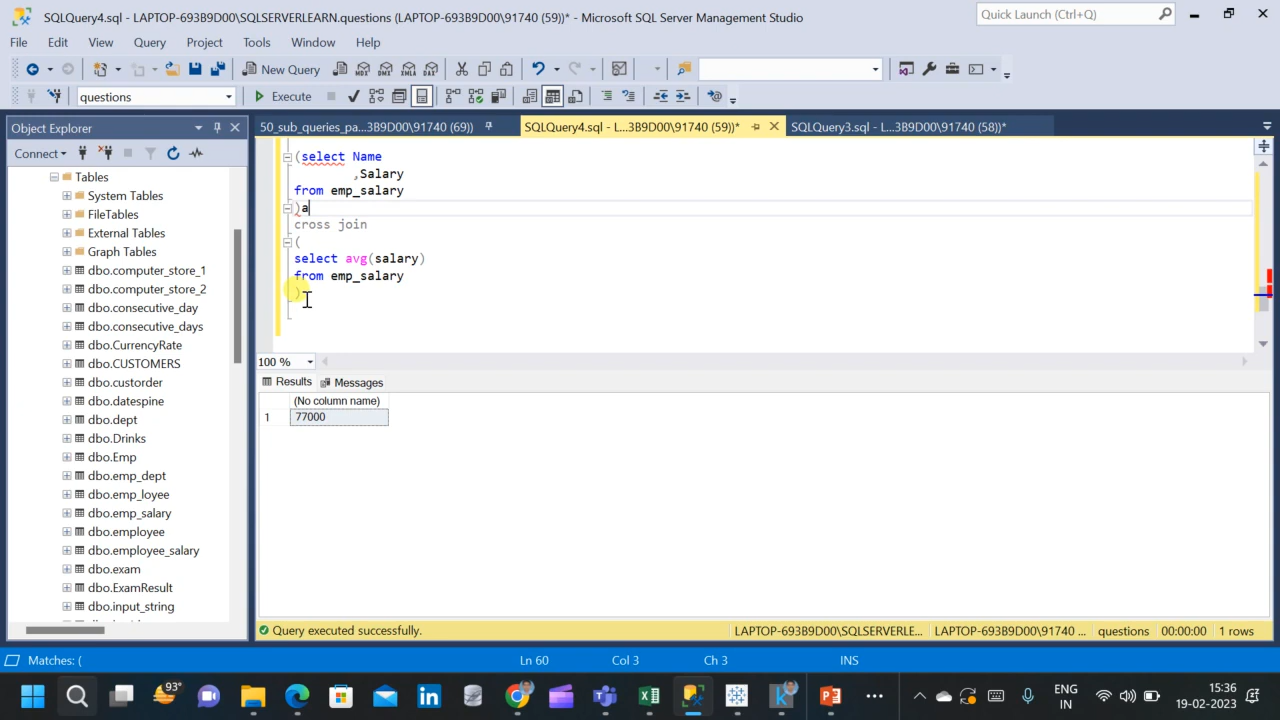 SQLQuery4.sql - LAPTOP-693B9D00\SQLSERVERLEARN.questions (LAPTOP-693B9D00\91740 (59))* - Microsoft SQL Server Management Studio
Quick Launch (Ctrl+Q)
File Edit View Query Project Tools Window Help
New Query MDX DMX XMLA DAX
questions Execute
Object Explorer
50_sub_queries_pa...3B9D00\91740 (69)) SQLQuery4.sql - L...3B9D00\91740 (59))* SQLQuery3.sql - L...3B9D00\91740 (58))*
Connect
Tables
System Tables
FileTables
External Tables
Graph Tables
dbo.computer_store_1
dbo.computer_store_2
dbo.consecutive_day
dbo.consecutive_days
dbo.CurrencyRate
dbo.CUSTOMERS
dbo.custorder
dbo.datespine
dbo.dept
dbo.Drinks
dbo.Emp
dbo.emp_dept
dbo.emp_loyee
dbo.emp_salary
dbo.employee
dbo.employee_salary
dbo.exam
dbo.ExamResult
dbo.input_string
(select Name
,Salary
from emp_salary
)a
cross join
(
select avg(salary)
from emp_salary
)
100 %
Results Messages
(No column name)
1 77000
Query executed successfully. LAPTOP-693B9D00\SQLSERVERLE... LAPTOP-693B9D00\91740 ... questions 00:00:00 1 rows
Matches: ( Ln 60 Col 3 Ch 3 INS
93°
ENG
IN
15:36
19-02-2023